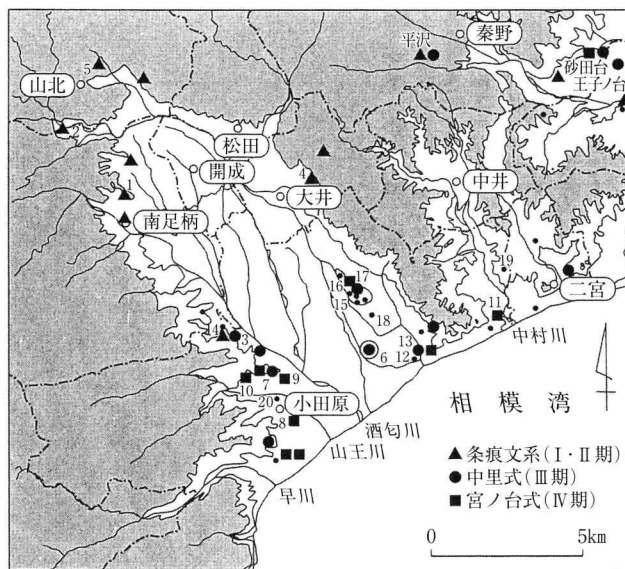 平沢
秦野
砂田台
王子ノ台
5
山北
松田
開成
4
大井
中井
1
南足柄
19
二宮
17
16
15
18
11
中村川
14
3
13
12
6
7
9
10
20
小田原
8
相模湾
酒匂川
山王川
早川
▲ 条痕文系(Ⅰ・Ⅱ期)
● 中里式(Ⅲ期)
■ 宮ノ台式(Ⅳ期)
0 5km